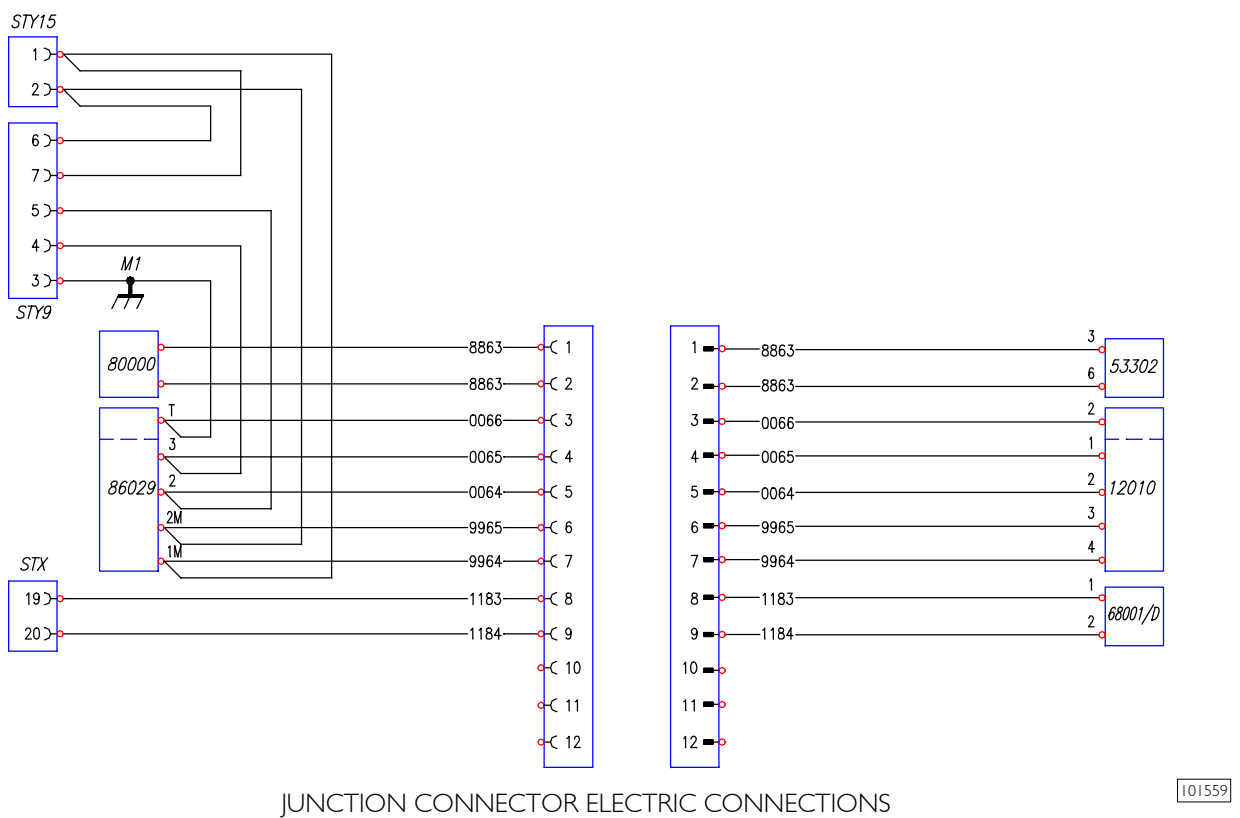 STY15
1
2
6
7
5
4
3
M1
STY9
80000
8863 1
8863 2
T 0066 3
3 0065 4
86029
2 0064 5
2M 9965 6
1M 9964 7
STX
19 1183 8
20 1184 9
10
11
12
1 8863 3
53302
2 8863 6
3 0066 2
4 0065 1
12010
5 0064 2
6 9965 3
7 9964 4
8 1183 1
68001/D
9 1184 2
10
11
12
JUNCTION CONNECTOR ELECTRIC CONNECTIONS
101559